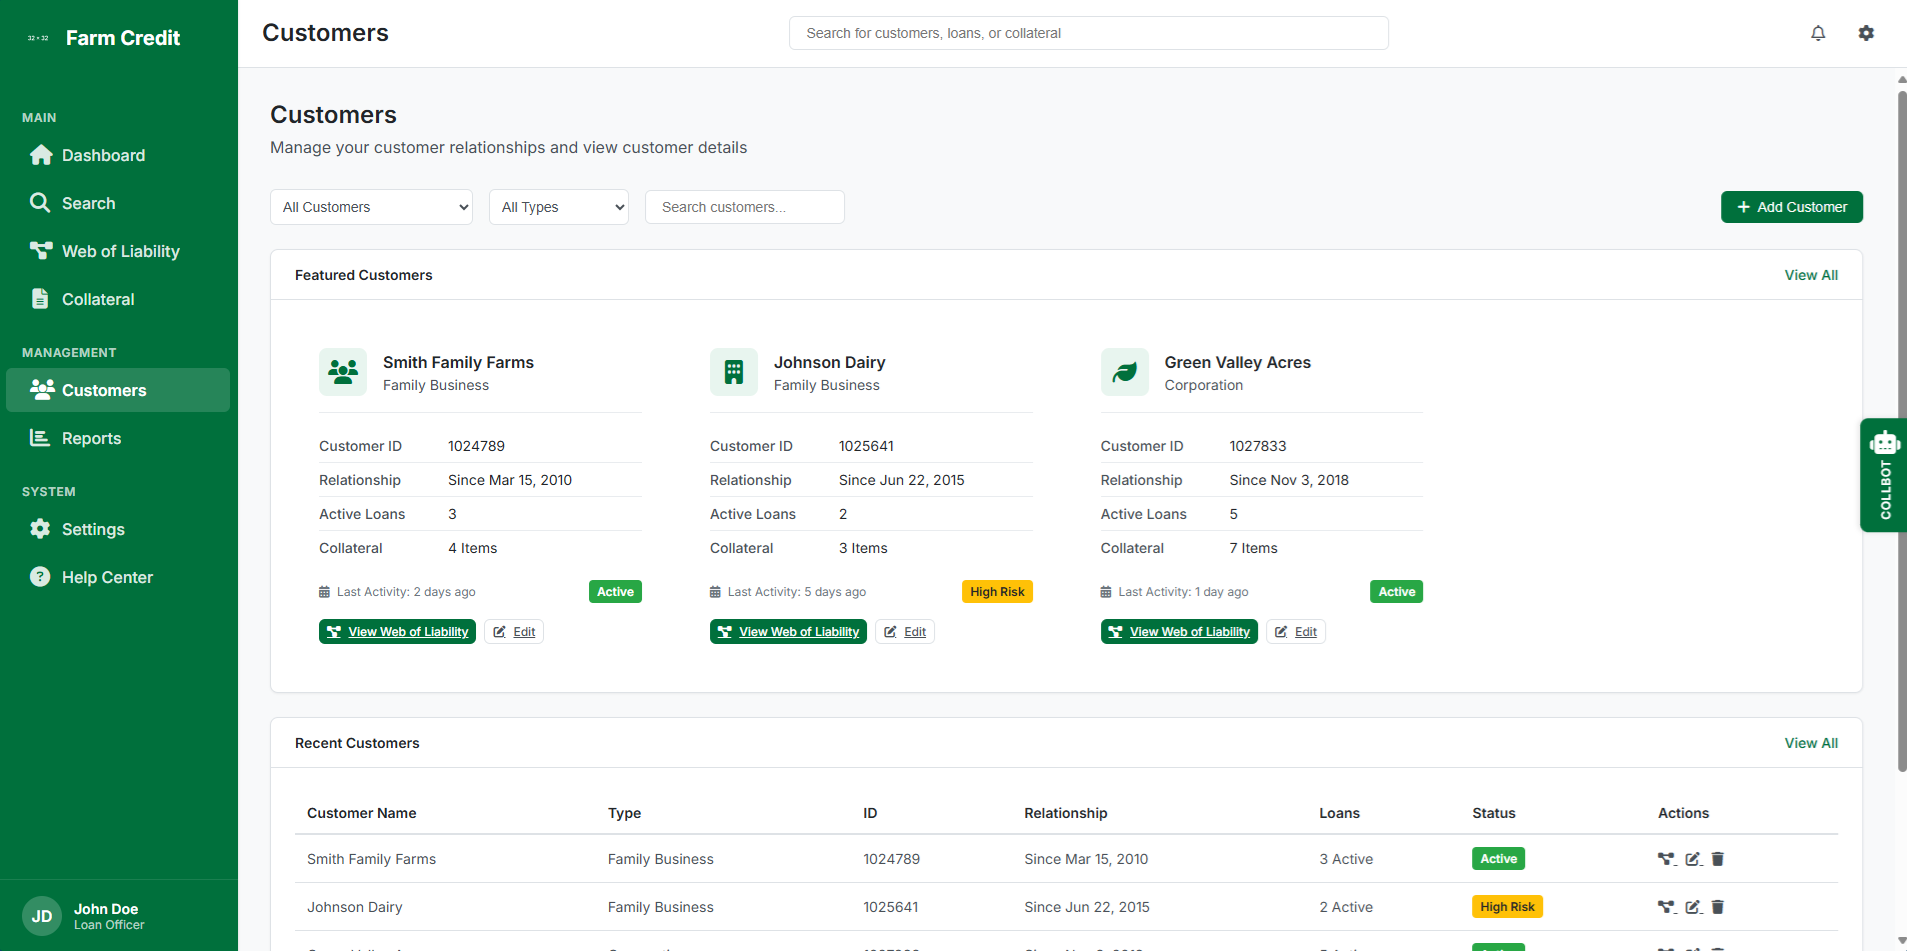 32 × 32
Farm Credit
Customers
Search for customers, loans, or collateral
MAIN
Dashboard
Search
Web of Liability
Collateral
MANAGEMENT
Customers
Reports
SYSTEM
Settings
Help Center
JD
John Doe
Loan Officer
Customers
Manage your customer relationships and view customer details
All Customers
All Types
Search customers...
Add Customer
Featured Customers
View All
Smith Family Farms
Family Business
Customer ID 1024789
Relationship Since Mar 15, 2010
Active Loans 3
Collateral 4 Items
Last Activity: 2 days ago
Active
View Web of Liability
Edit
Johnson Dairy
Family Business
Customer ID 1025641
Relationship Since Jun 22, 2015
Active Loans 2
Collateral 3 Items
Last Activity: 5 days ago
High Risk
View Web of Liability
Edit
Green Valley Acres
Corporation
Customer ID 1027833
Relationship Since Nov 3, 2018
Active Loans 5
Collateral 7 Items
Last Activity: 1 day ago
Active
View Web of Liability
Edit
COLLBOT
Recent Customers
View All
Customer Name Type ID Relationship Loans Status Actions
Smith Family Farms Family Business 1024789 Since Mar 15, 2010 3 Active Active
Johnson Dairy Family Business 1025641 Since Jun 22, 2015 2 Active High Risk